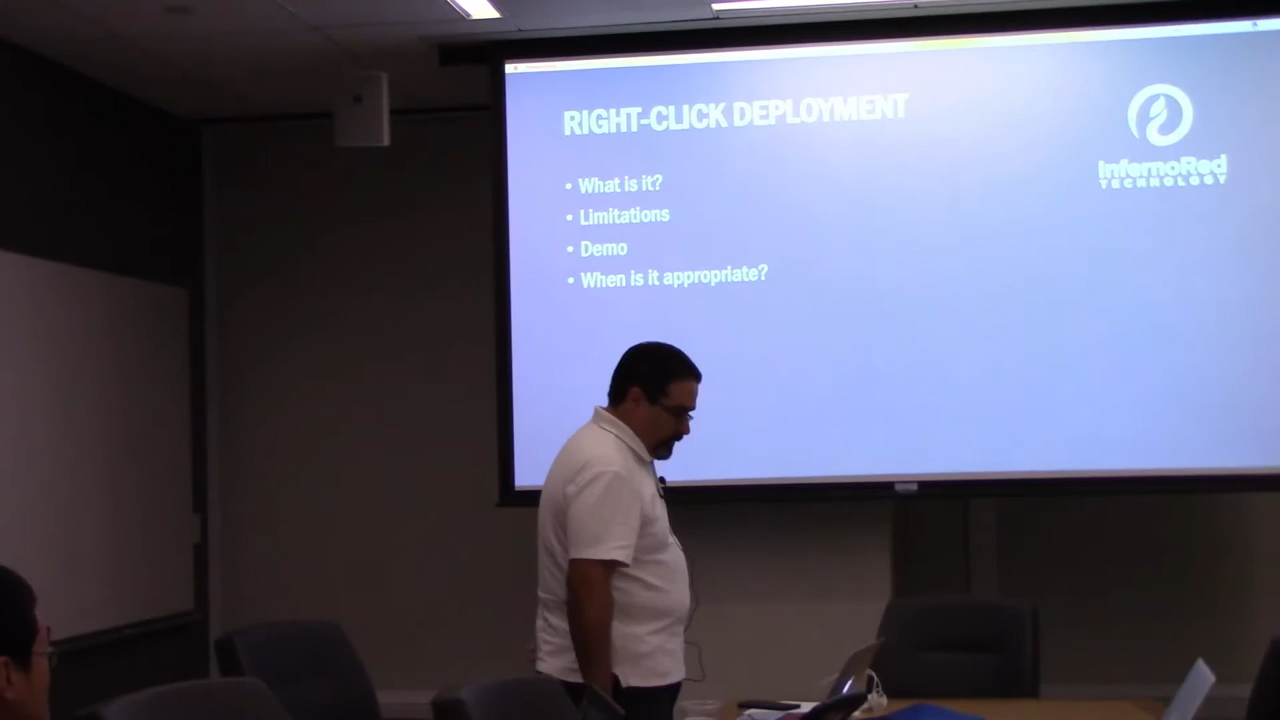 RIGHT-CLICK DEPLOYMENT
• What is it?
• Limitations
• Demo
• When is it appropriate?
InfernoRed
TECHNOLOGY